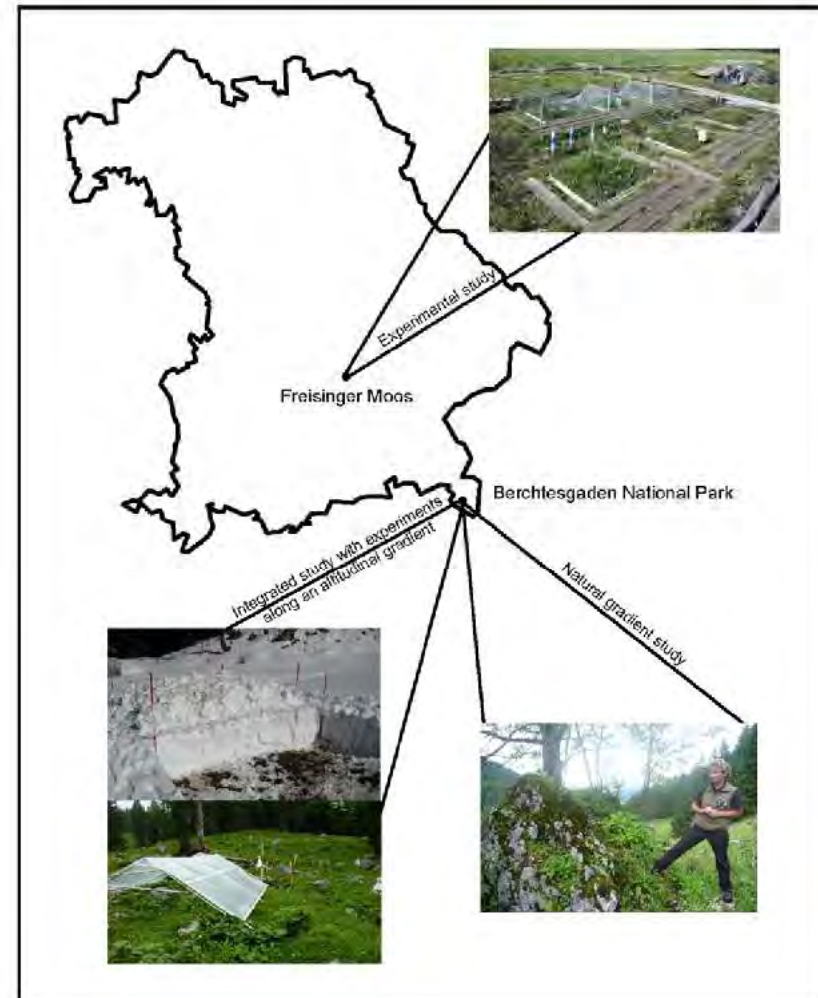 Experimental study
Freisinger Moos
Berchtesgaden National Park
Integrated study with experiments
along an altitudinal gradient
Natural gradient study